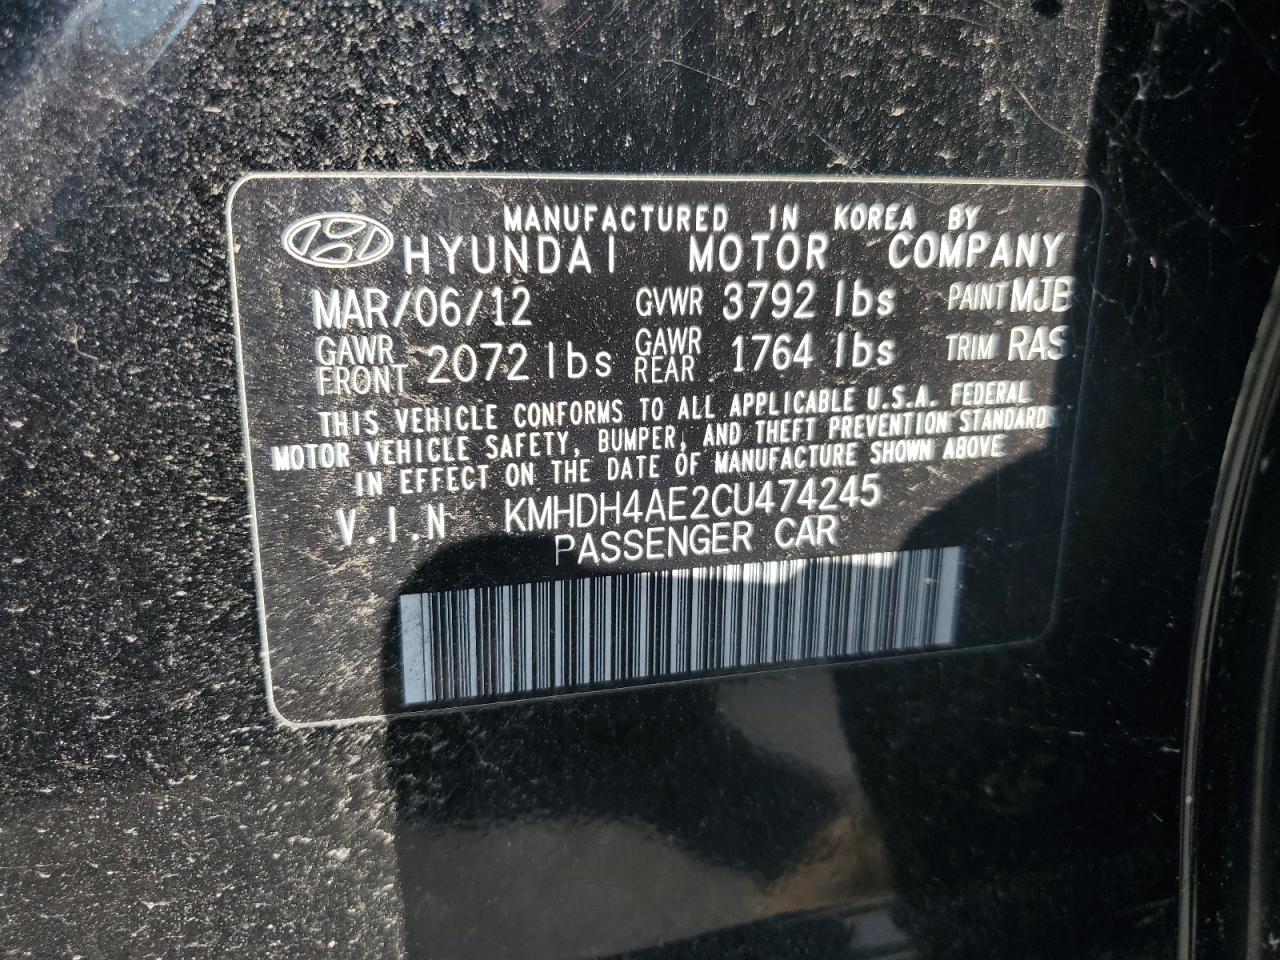 MANUFACTURED IN KOREA BY
HYUNDAI MOTOR COMPANY
MAR/06/12 GVWR 3792 lbs PAINT MJB
GAWR FRONT 2072 lbs GAWR REAR 1764 lbs TRIM RAS
THIS VEHICLE CONFORMS TO ALL APPLICABLE U.S.A. FEDERAL
MOTOR VEHICLE SAFETY, BUMPER, AND THEFT PREVENTION STANDARDS
IN EFFECT ON THE DATE OF MANUFACTURE SHOWN ABOVE
V.I.N KMHDH4AE2CU474245
PASSENGER CAR